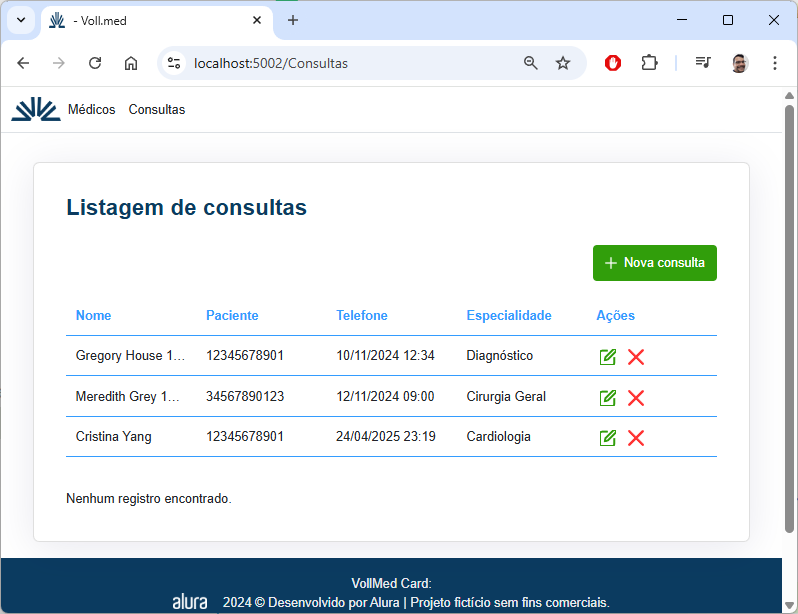 - Voll.med
localhost:5002/Consultas
Médicos Consultas
Listagem de consultas
Nova consulta
Nome Paciente Telefone Especialidade Ações
Gregory House 1... 12345678901 10/11/2024 12:34 Diagnóstico
Meredith Grey 1... 34567890123 12/11/2024 09:00 Cirurgia Geral
Cristina Yang 12345678901 24/04/2025 23:19 Cardiologia
Nenhum registro encontrado.
VollMed Card:
alura 2024 © Desenvolvido por Alura | Projeto fictício sem fins comerciais.